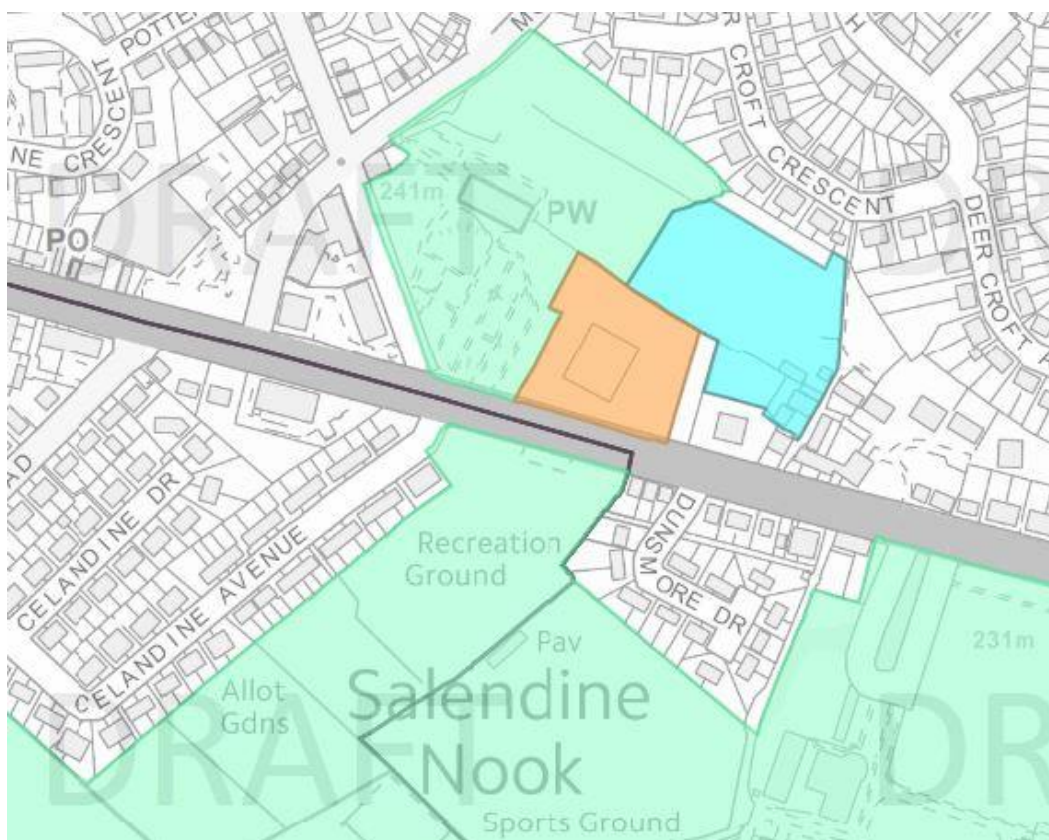 POTTE
NE CRESCENT
CROFT
CRESCENT
DEER CROFT A
DRAFT
241m
PW
PO
CELANDINE DR
CELANDINE AVENUE
DUNSMORE DR
Recreation
Ground
Pav
231m
Allot
Gdns
Salendine
Nook
DRAFT
DR
Sports Ground